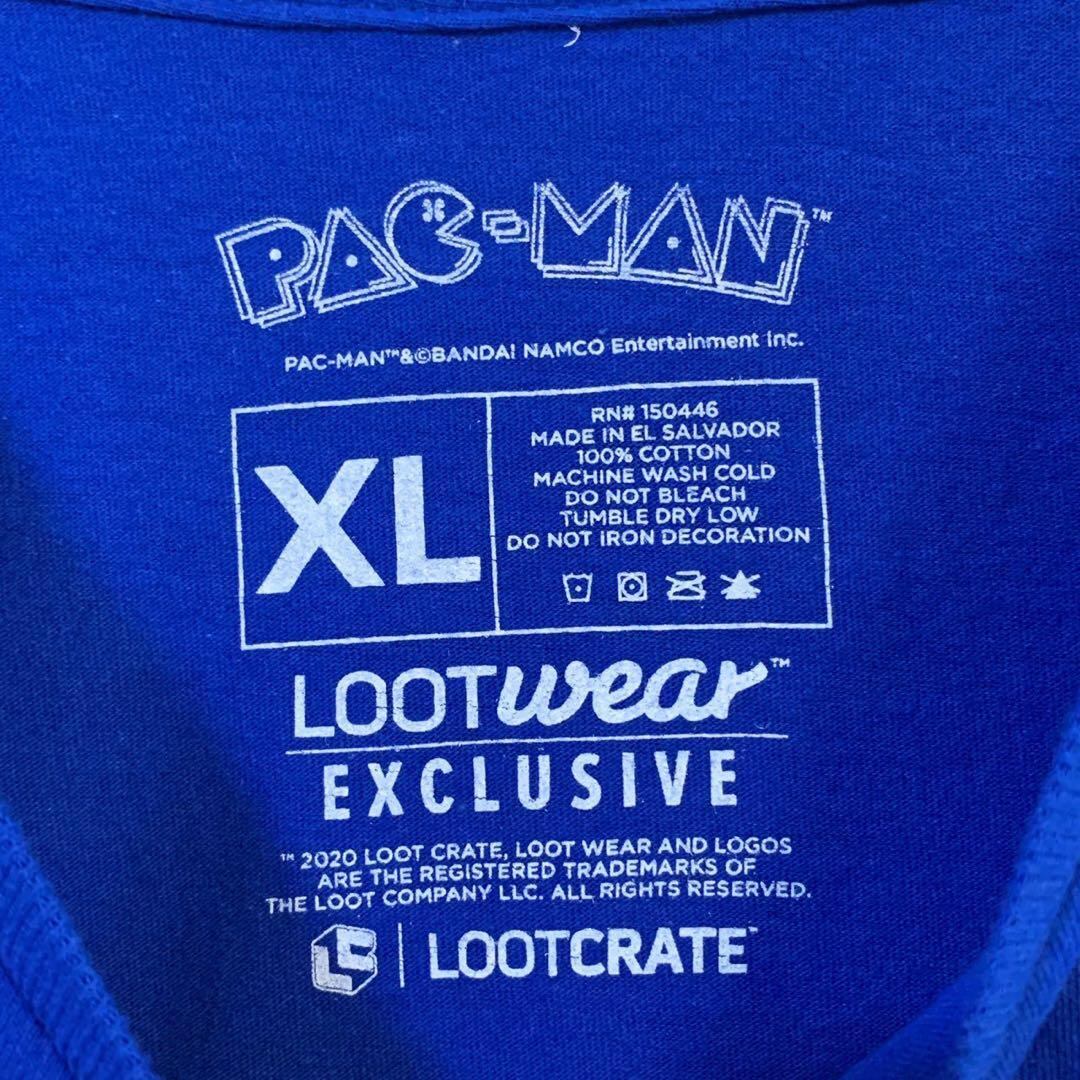 PAC-MAN™
PAC-MAN™&©BANDAI NAMCO Entertainment Inc.
XL
RN# 150446
MADE IN EL SALVADOR
100% COTTON
MACHINE WASH COLD
DO NOT BLEACH
TUMBLE DRY LOW
DO NOT IRON DECORATION
LOOTwear™
EXCLUSIVE
™ 2020 LOOT CRATE, LOOT WEAR AND LOGOS
ARE THE REGISTERED TRADEMARKS OF
THE LOOT COMPANY LLC. ALL RIGHTS RESERVED.
LC | LOOTCRATE™